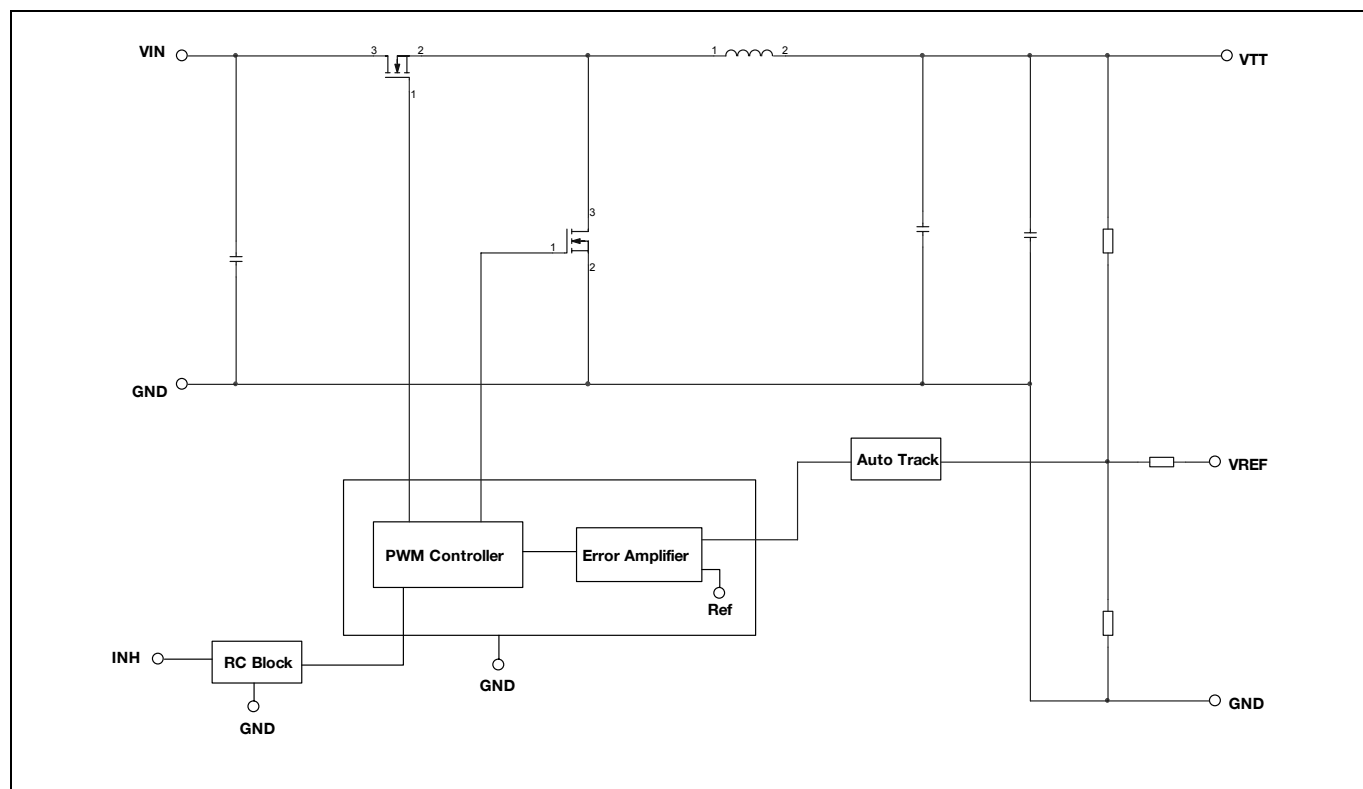 VIN
3
2
1
1
2
VTT
3
1
2
GND
Auto Track
VREF
PWM Controller
Error Amplifier
Ref
INH
RC Block
GND
GND
GND